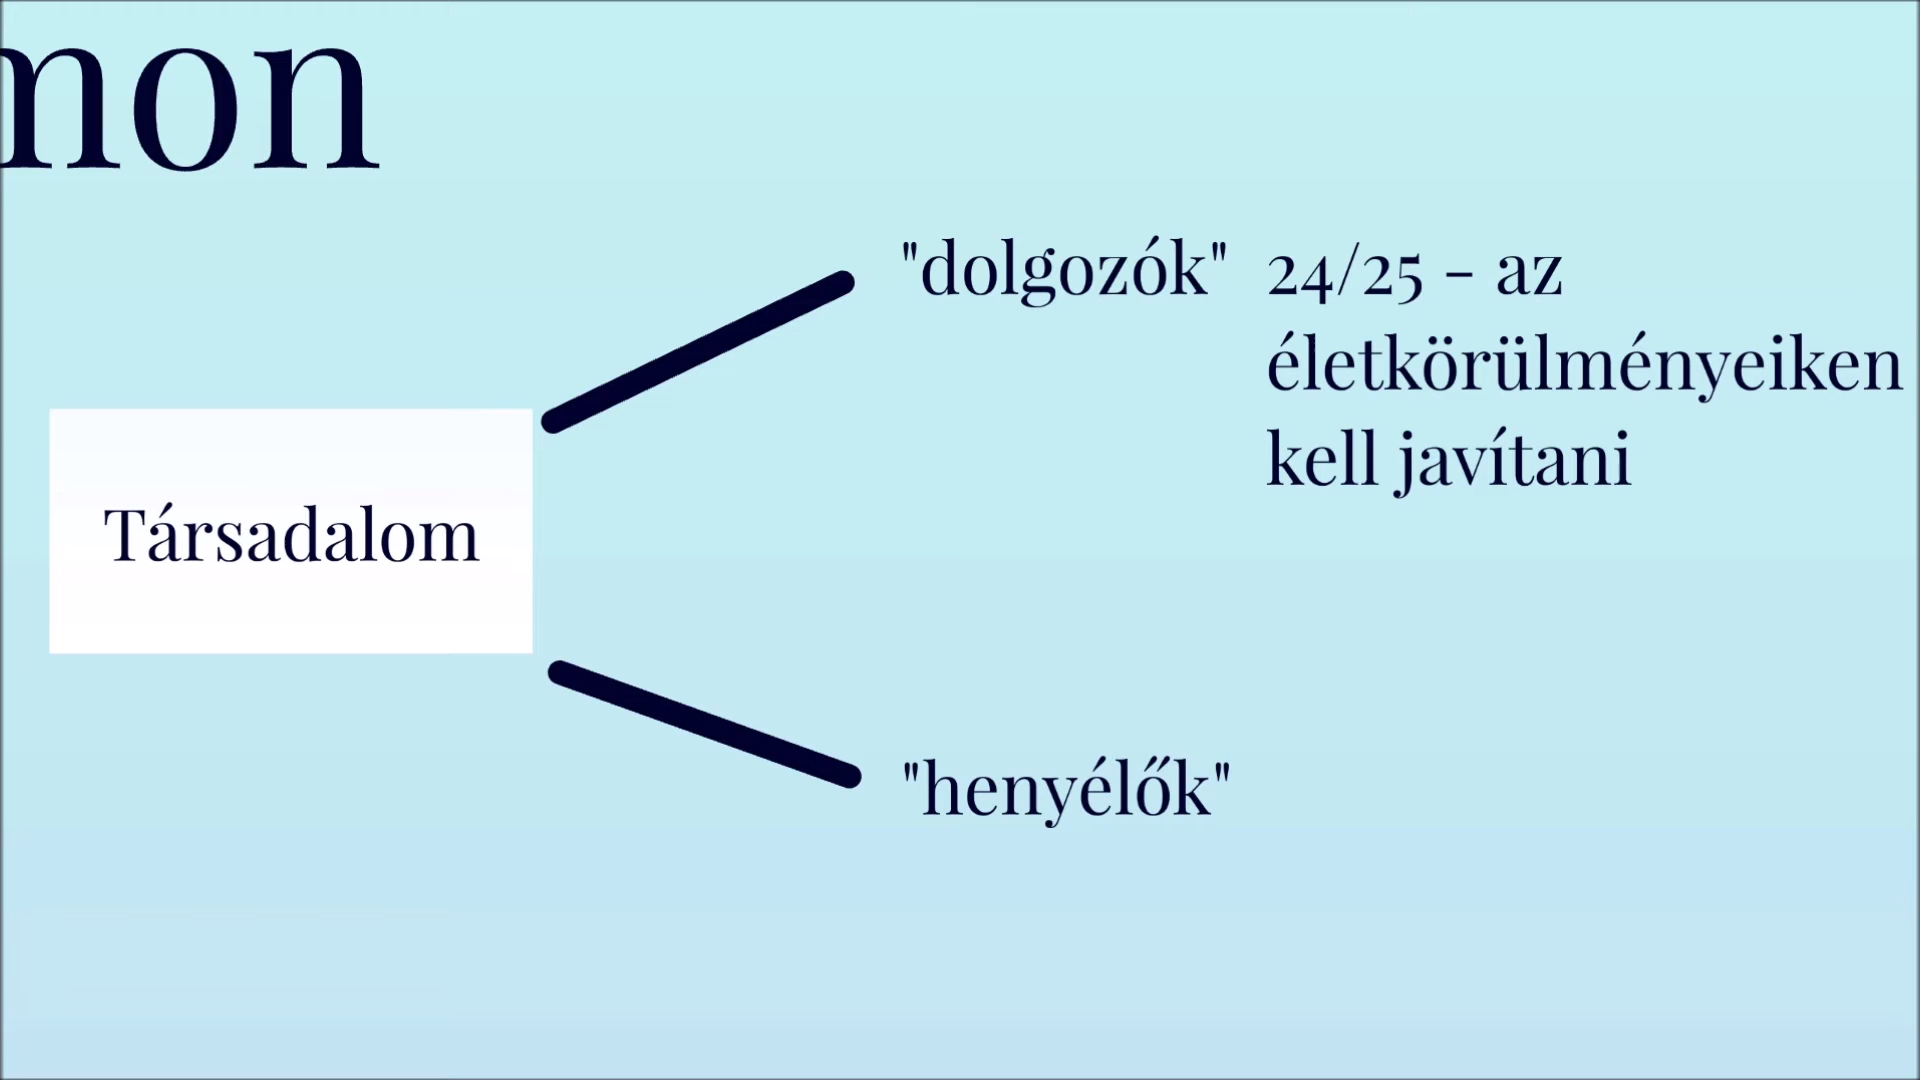 mon
"dolgozók" 24/25 - az
életkörülményeiken
kell javítani
Társadalom
"henyélők"